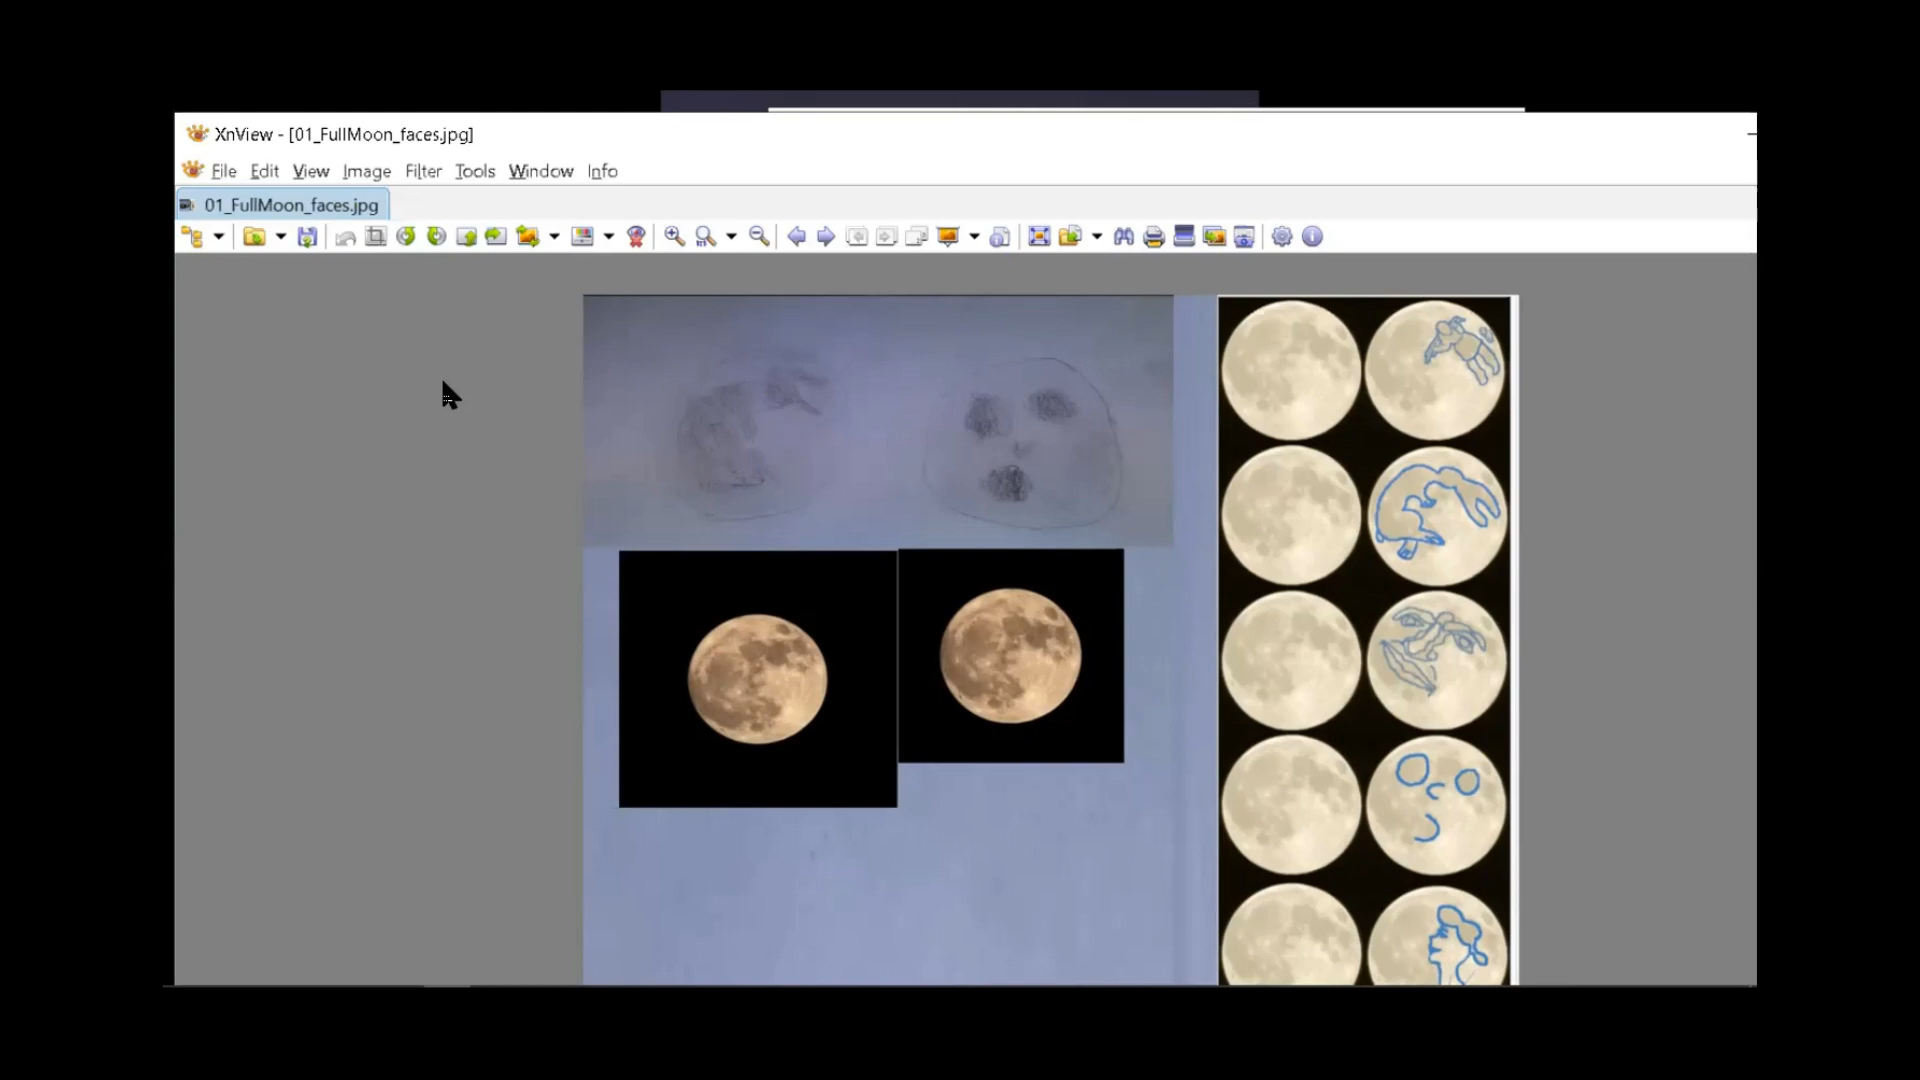 XnView - [01_FullMoon_faces.jpg]
File Edit View Image Filter Tools Window Info
01_FullMoon_faces.jpg